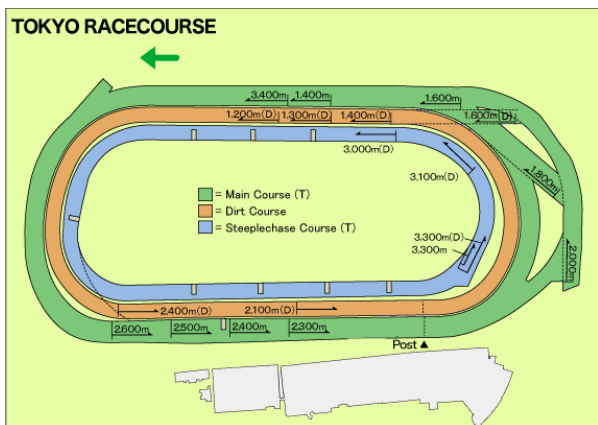 TOKYO RACECOURSE
3.400m 1.400m 1.600m
1.200m(D) 1.300m(D) 1.400m(D) 1.600m(D)
3.000m(D)
3.100m(D)
1.800m
= Main Course (T)
= Dirt Course
= Steeplechase Course (T)
3.300m(D)
3.300m
2.000m
2.400m(D) 2.100m(D)
2.600m 2.500m 2.400m 2.300m
Post ▲